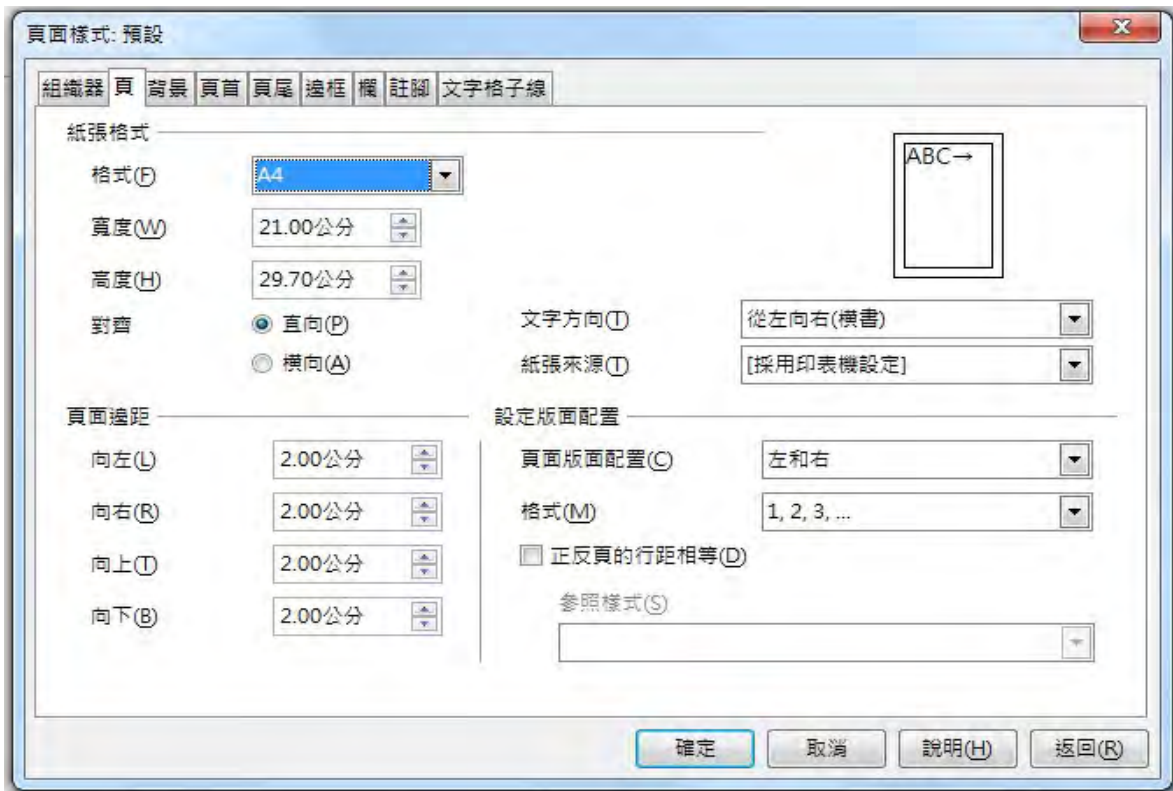 頁面樣式: 預設
組織器 頁 背景 頁首 頁尾 邊框 欄 註腳 文字格子線
紙張格式
格式(F) A4
ABC→
寬度(W) 21.00公分
高度(H) 29.70公分
對齊 直向(P) 文字方向(T) 從左向右(橫書)
橫向(A) 紙張來源(T) [採用印表機設定]
頁面邊距 設定版面配置
向左(L) 2.00公分 頁面版面配置(C) 左和右
向右(R) 2.00公分 格式(M) 1, 2, 3, ...
向上(T) 2.00公分 正反頁的行距相等(D)
向下(B) 2.00公分 參照樣式(S)
確定 取消 說明(H) 返回(R)